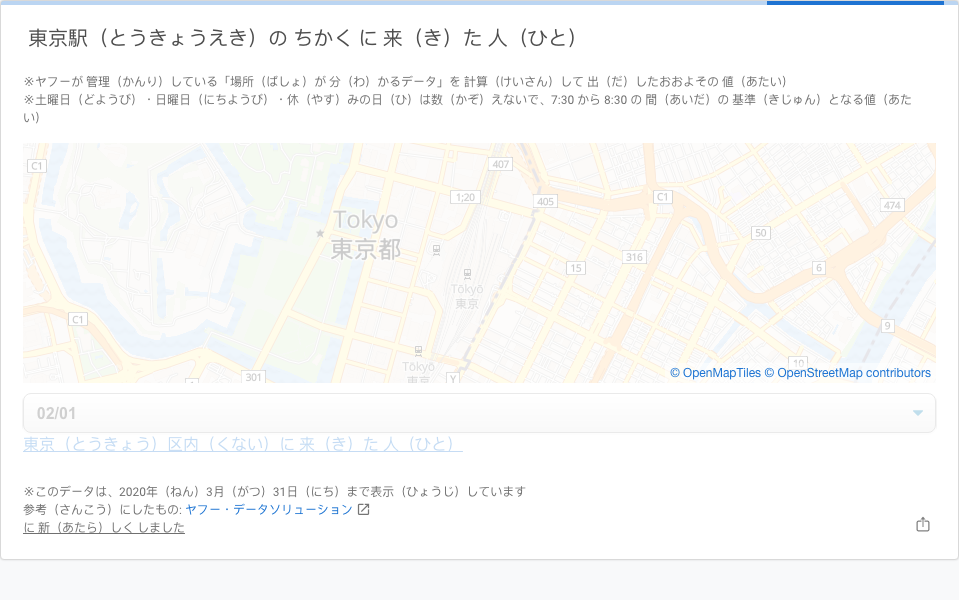 東京駅（とうきょうえき）の ちかく に 来（き）た 人（ひと）
※ヤフーが 管理（かんり）している「場所（ばしょ）が 分（わ）かるデータ」を 計算（けいさん）して 出（だ）したおおよその 値（あたい）
※土曜日（どようび）・日曜日（にちようび）・休（やす）みの日（ひ）は数（かぞ）えないで、7:30 から 8:30 の 間（あいだ）の 基準（きじゅん）となる値（あた
い）
C1
407
1;20
405
C1
474
Tokyo
東京都
50
316
15
6
Tōkyō
東京
C1
9
Tōkyō
東京
10
301
Y
© OpenMapTiles © OpenStreetMap contributors
02/01
東京（とうきょう）区内（くない）に 来（き）た 人（ひと）
※このデータは、2020年（ねん）3月（がつ）31日（にち）まで表示（ひょうじ）しています
参考（さんこう）にしたもの: ヤフー・データソリューション
に 新（あたら）しく しました